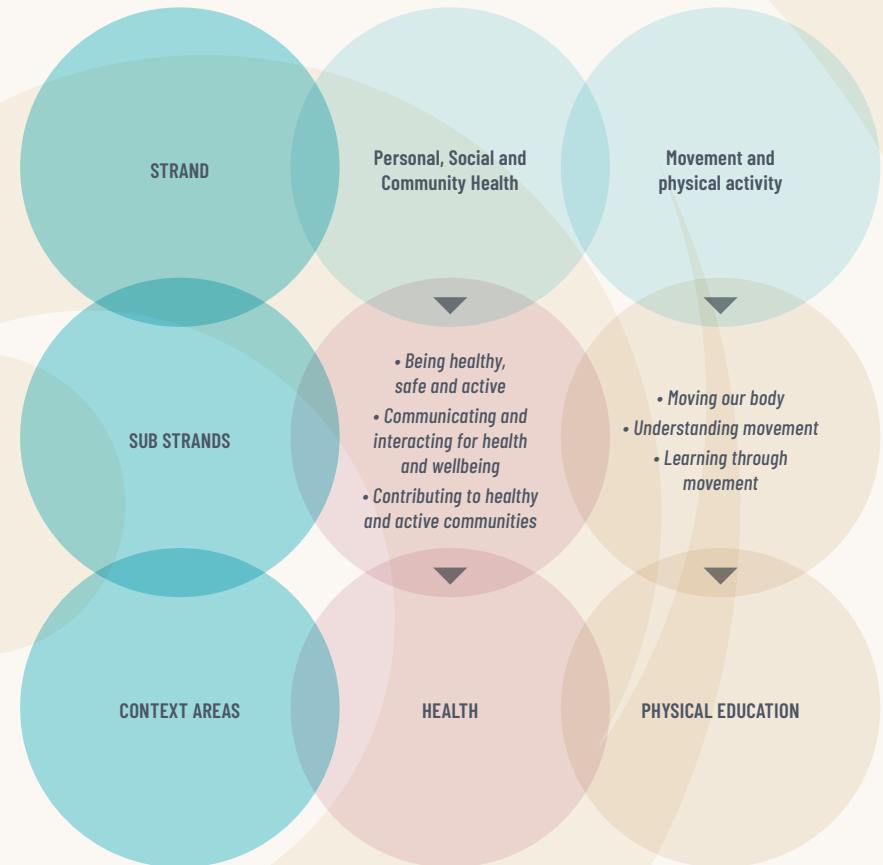 STRAND
Personal, Social and
Community Health
Movement and
physical activity
SUB STRANDS
• Being healthy,
safe and active
• Communicating and
interacting for health
and wellbeing
• Contributing to healthy
and active communities
• Moving our body
• Understanding movement
• Learning through
movement
CONTEXT AREAS
HEALTH
PHYSICAL EDUCATION